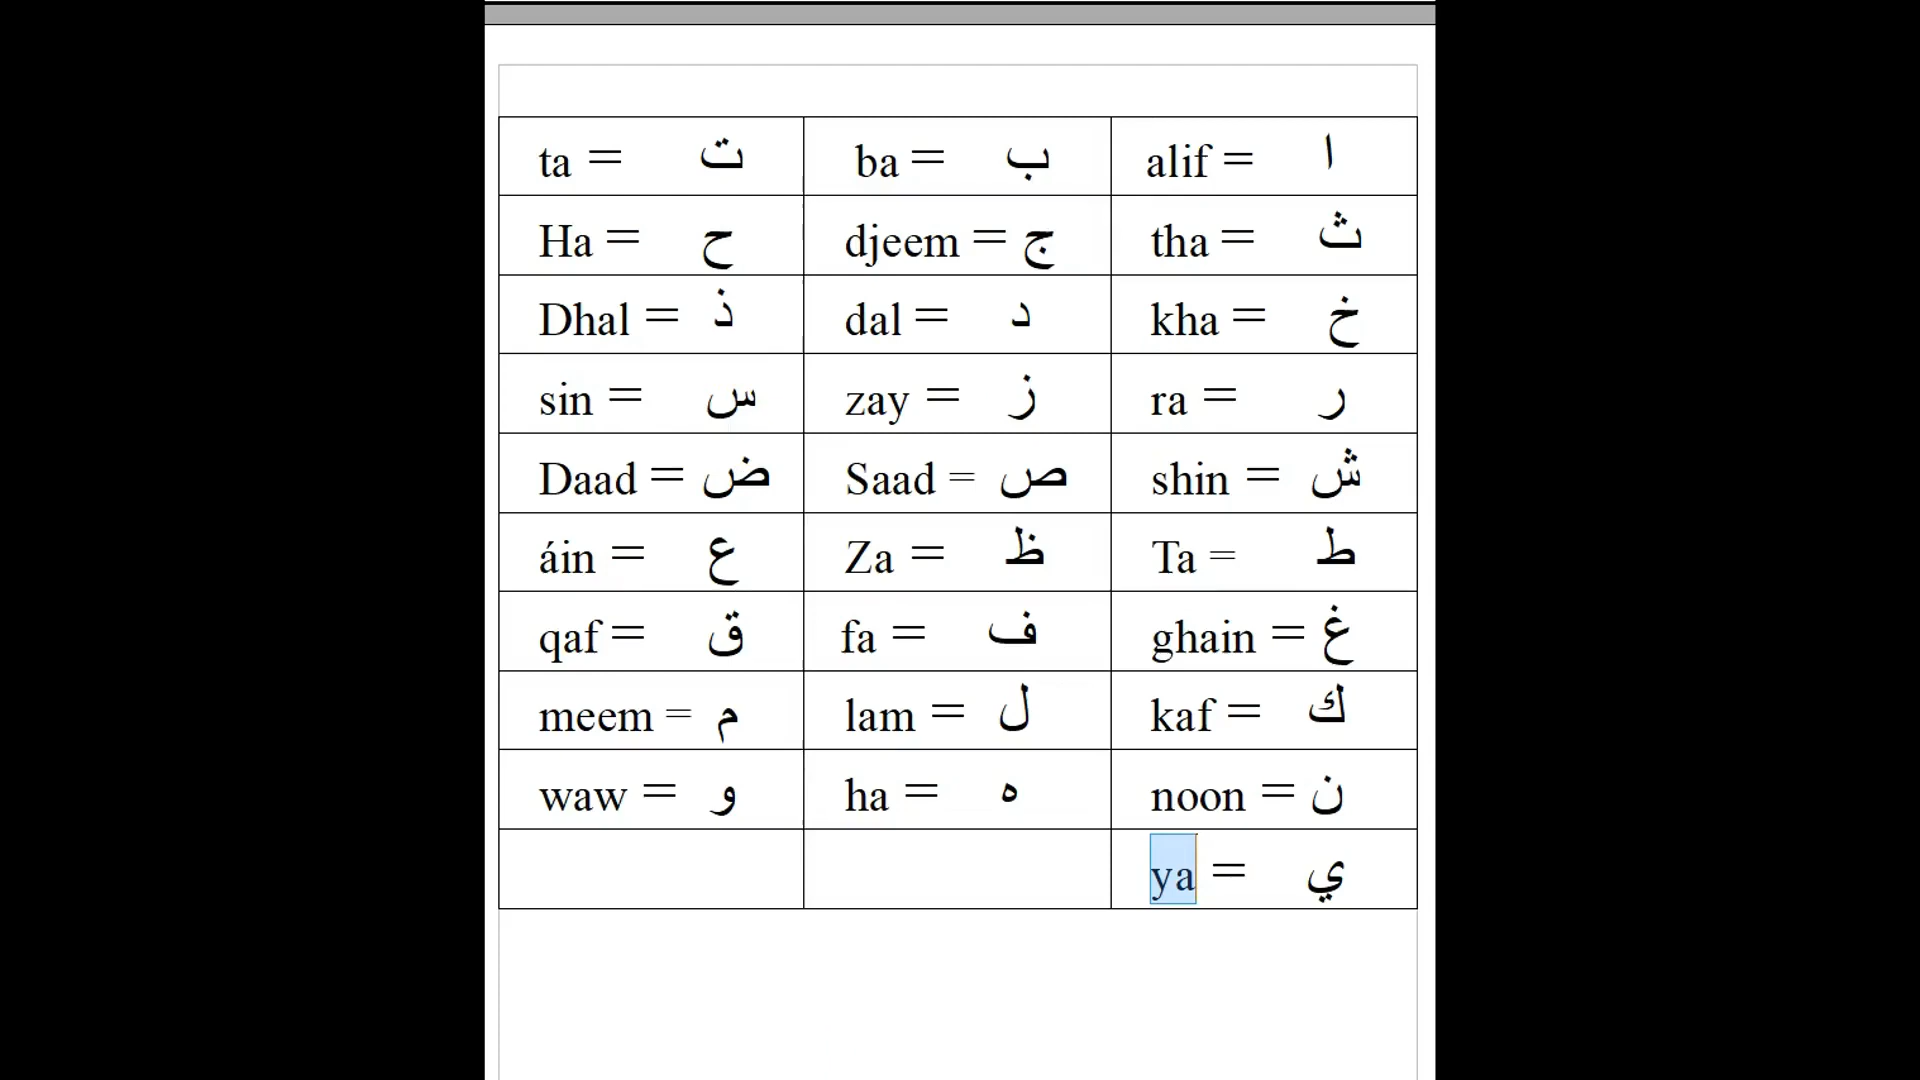 ta = ت ba = ب alif = ا
Ha = ح djeem = ج tha = ث
Dhal = ذ dal = د kha = خ
sin = س zay = ز ra = ر
Daad = ض Saad = ص shin = ش
áin = ع Za = ظ Ta = ط
qaf = ق fa = ف ghain = غ
meem = م lam = ل kaf = ك
waw = و ha = ه noon = ن
ya = ي